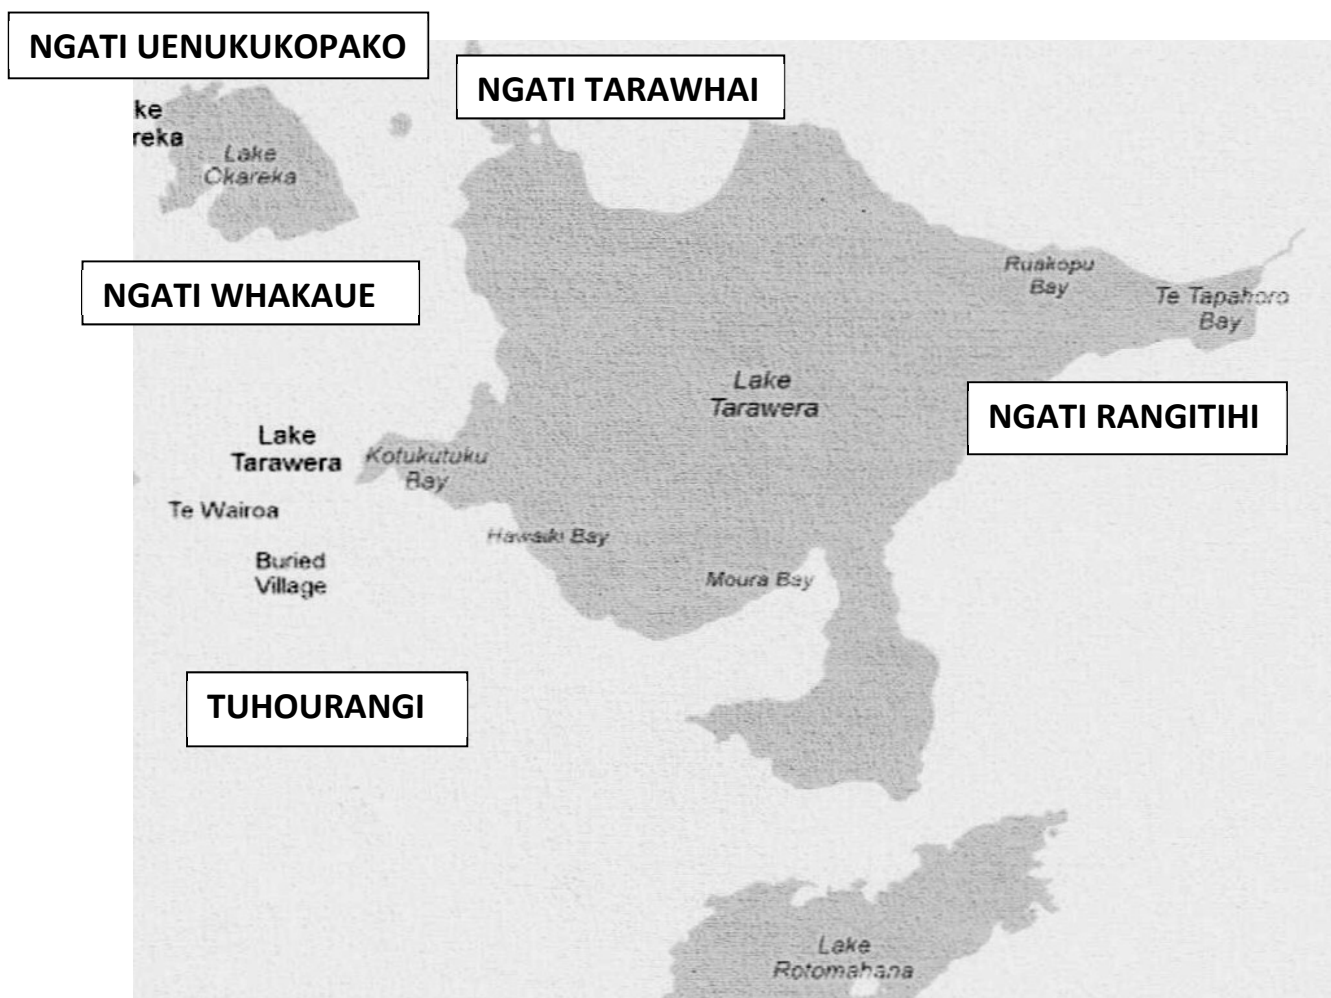 NGATI UENUKUKOPAKO
NGATI TARAWHAI
ke
reka
Lake
Okareka
Ruakopu
Bay
Te Tapahoro
Bay
NGATI WHAKAUE
Lake
Tarawera
NGATI RANGITIHI
Lake
Tarawera
Kotukutuku
Bay
Te Wairoa
Hawaiki Bay
Buried
Village
Moura Bay
TUHOURANGI
Lake
Rotomahana